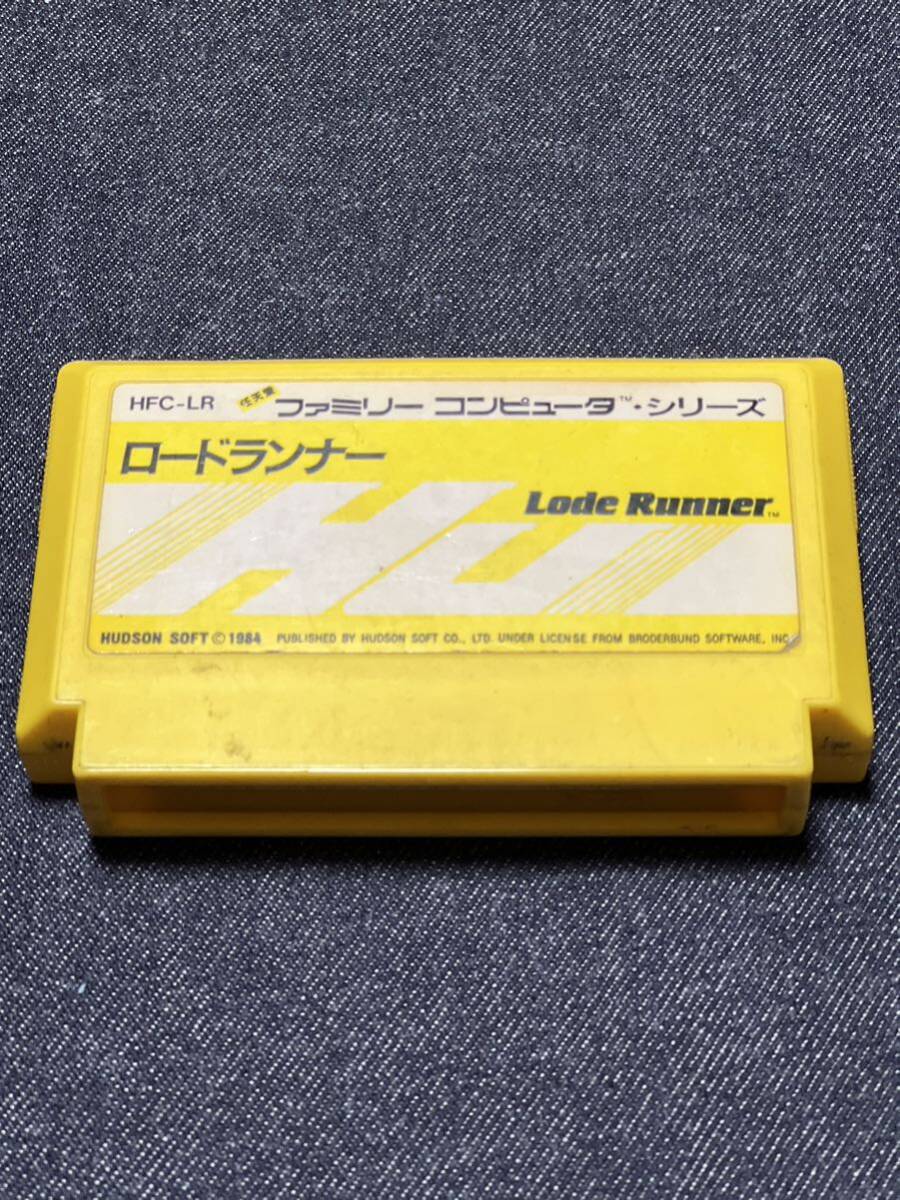 HFC-LR 任天堂 ファミリー コンピュータ™・シリーズ
ロードランナー
Lode Runner™
HU
HUDSON SOFT © 1984 PUBLISHED BY HUDSON SOFT CO., LTD. UNDER LICENSE FROM BRODERBUND SOFTWARE, INC.